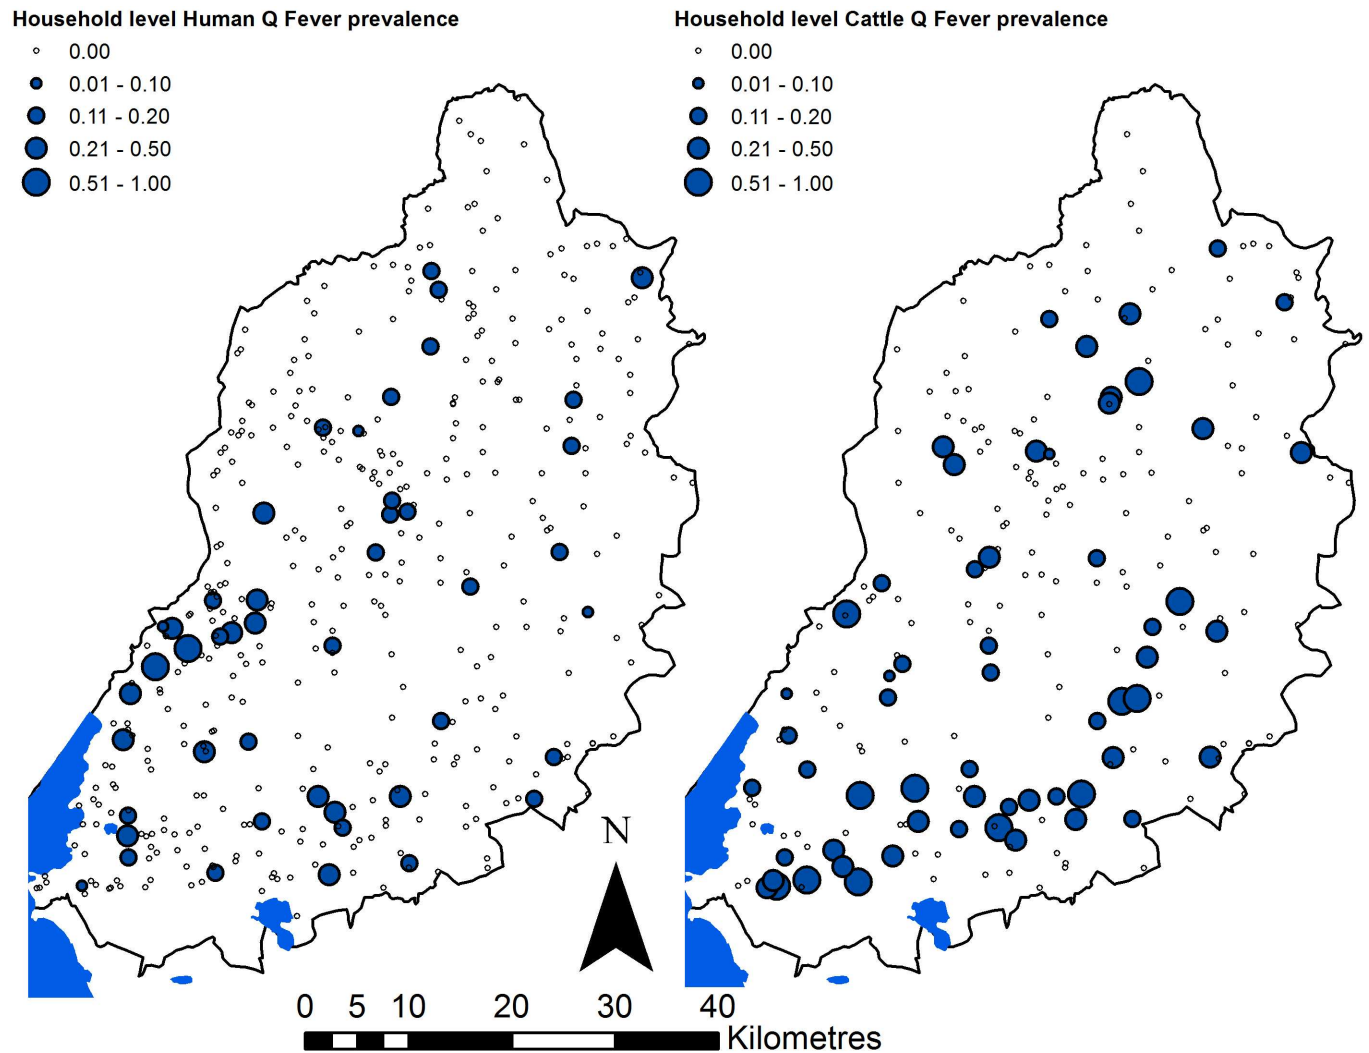 Household level Human Q Fever prevalence
0.00
0.01 - 0.10
0.11 - 0.20
0.21 - 0.50
0.51 - 1.00
Household level Cattle Q Fever prevalence
0.00
0.01 - 0.10
0.11 - 0.20
0.21 - 0.50
0.51 - 1.00
N
0 5 10 20 30 40
Kilometres